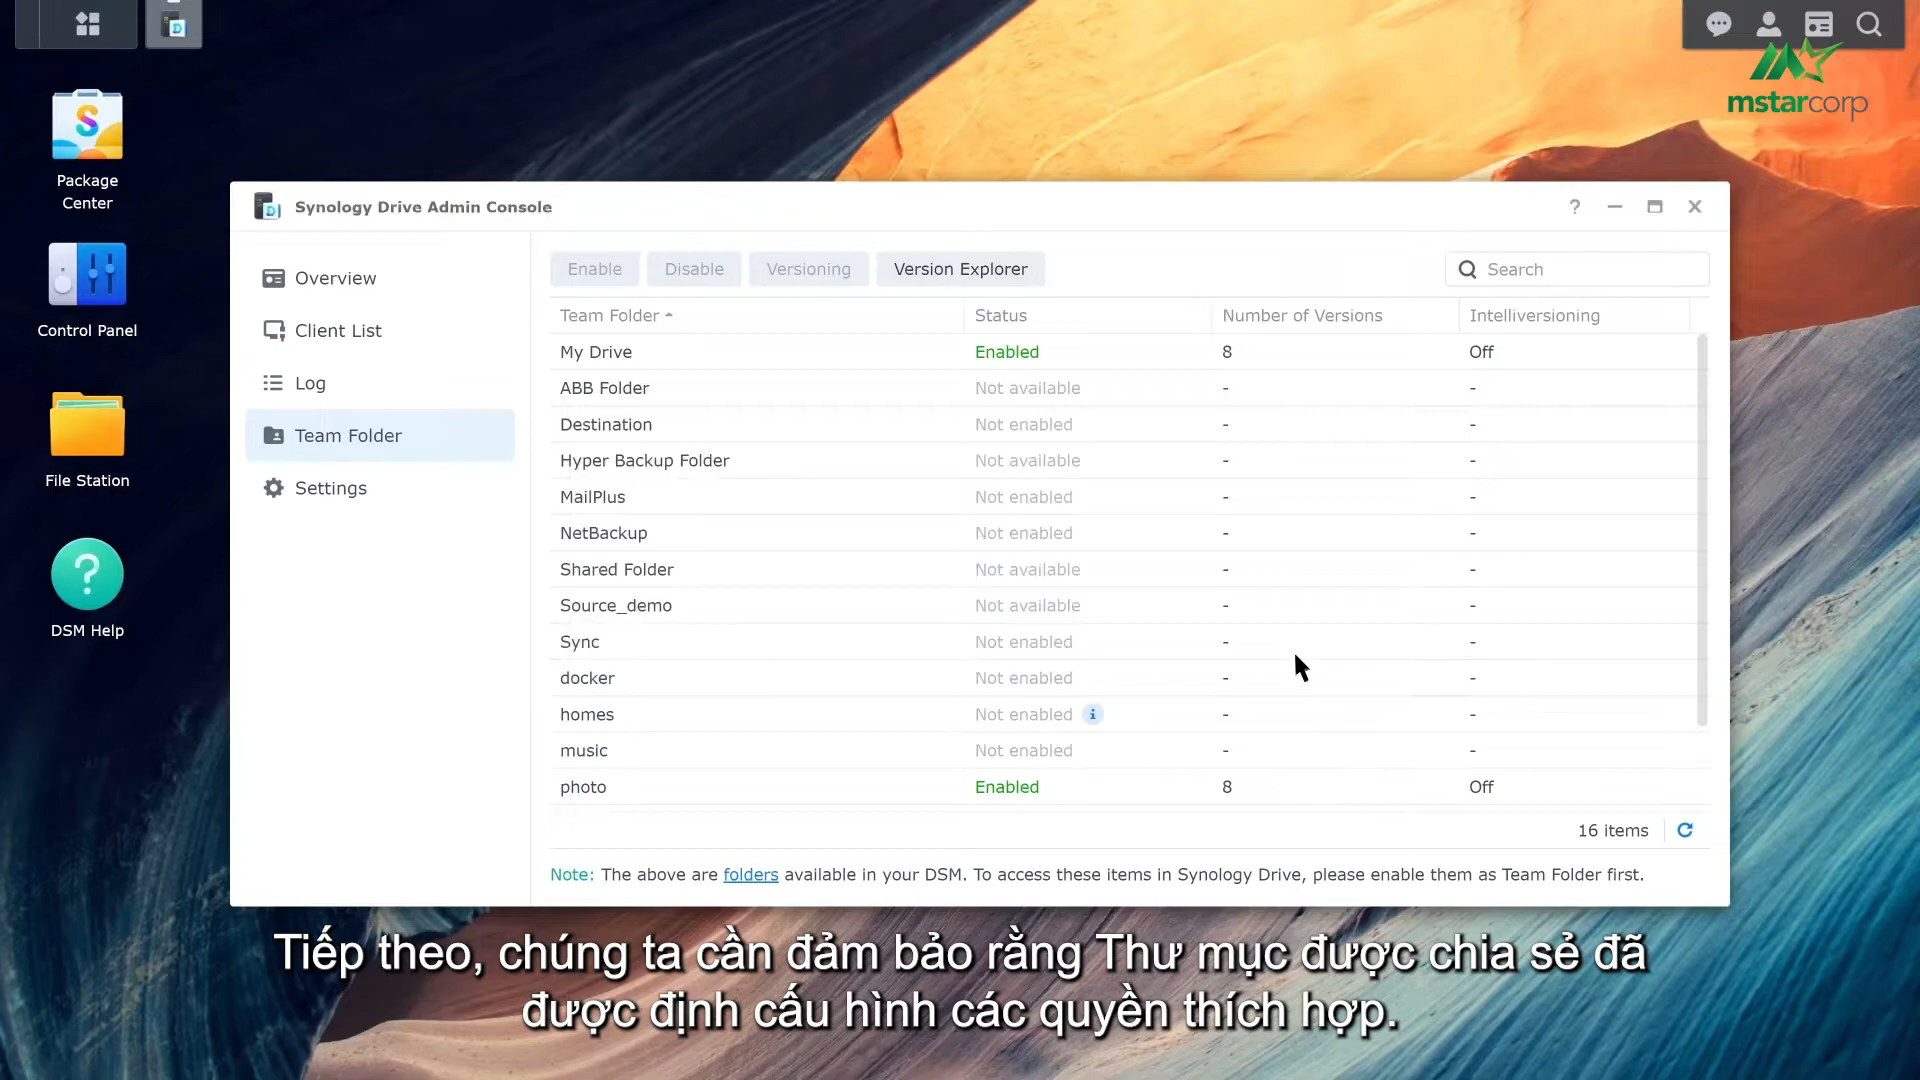 mstarcorp
Package
Center
Control Panel
File Station
DSM Help
Synology Drive Admin Console
Overview
Client List
Log
Team Folder
Settings
Enable Disable Versioning Version Explorer Search
Team Folder Status Number of Versions Intelliversioning
My Drive Enabled 8 Off
ABB Folder Not available - -
Destination Not enabled - -
Hyper Backup Folder Not available - -
MailPlus Not enabled - -
NetBackup Not enabled - -
Shared Folder Not available - -
Source_demo Not available - -
Sync Not enabled - -
docker Not enabled - -
homes Not enabled i - -
music Not enabled - -
photo Enabled 8 Off
16 items
Note: The above are folders available in your DSM. To access these items in Synology Drive, please enable them as Team Folder first.
Tiếp theo, chúng ta cần đảm bảo rằng Thư mục được chia sẻ đã
được định cấu hình các quyền thích hợp.